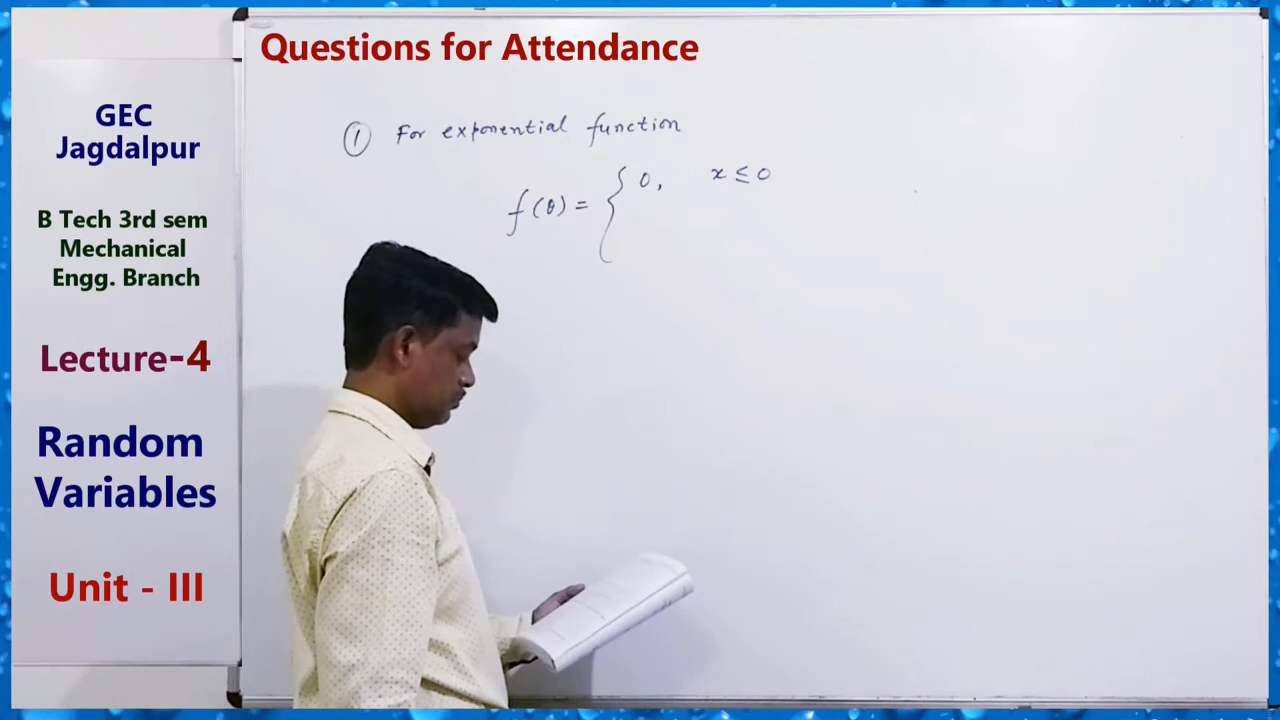 Questions for Attendance
GEC
Jagdalpur
B Tech 3rd sem
Mechanical
Engg. Branch
Lecture-4
Random
Variables
Unit - III
① For exponential function
f(θ) = { 0, x ≤ 0